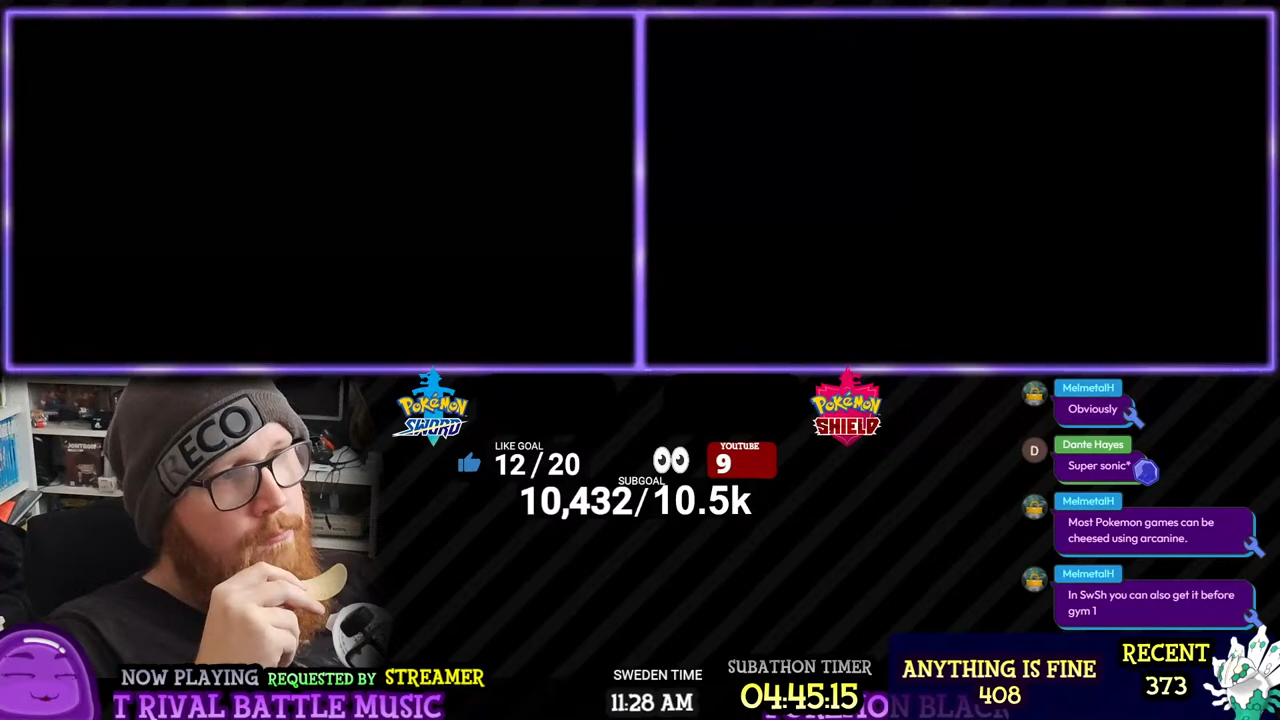 POKéMON
SWORD
POKéMON
SHIELD
LIKE GOAL
12/20
YOUTUBE
9
SUBGOAL
10,432/10.5k
RECO
MelmetalH
Obviously
D
Dante Hayes
Super sonic*
MelmetalH
Most Pokemon games can be
cheesed using arcanine.
MelmetalH
In SwSh you can also get it before
gym 1
NOW PLAYING REQUESTED BY STREAMER
T RIVAL BATTLE MUSIC
SWEDEN TIME
11:28 AM
SUBATHON TIMER
04:45:15
ANYTHING IS FINE
408
RECENT
373